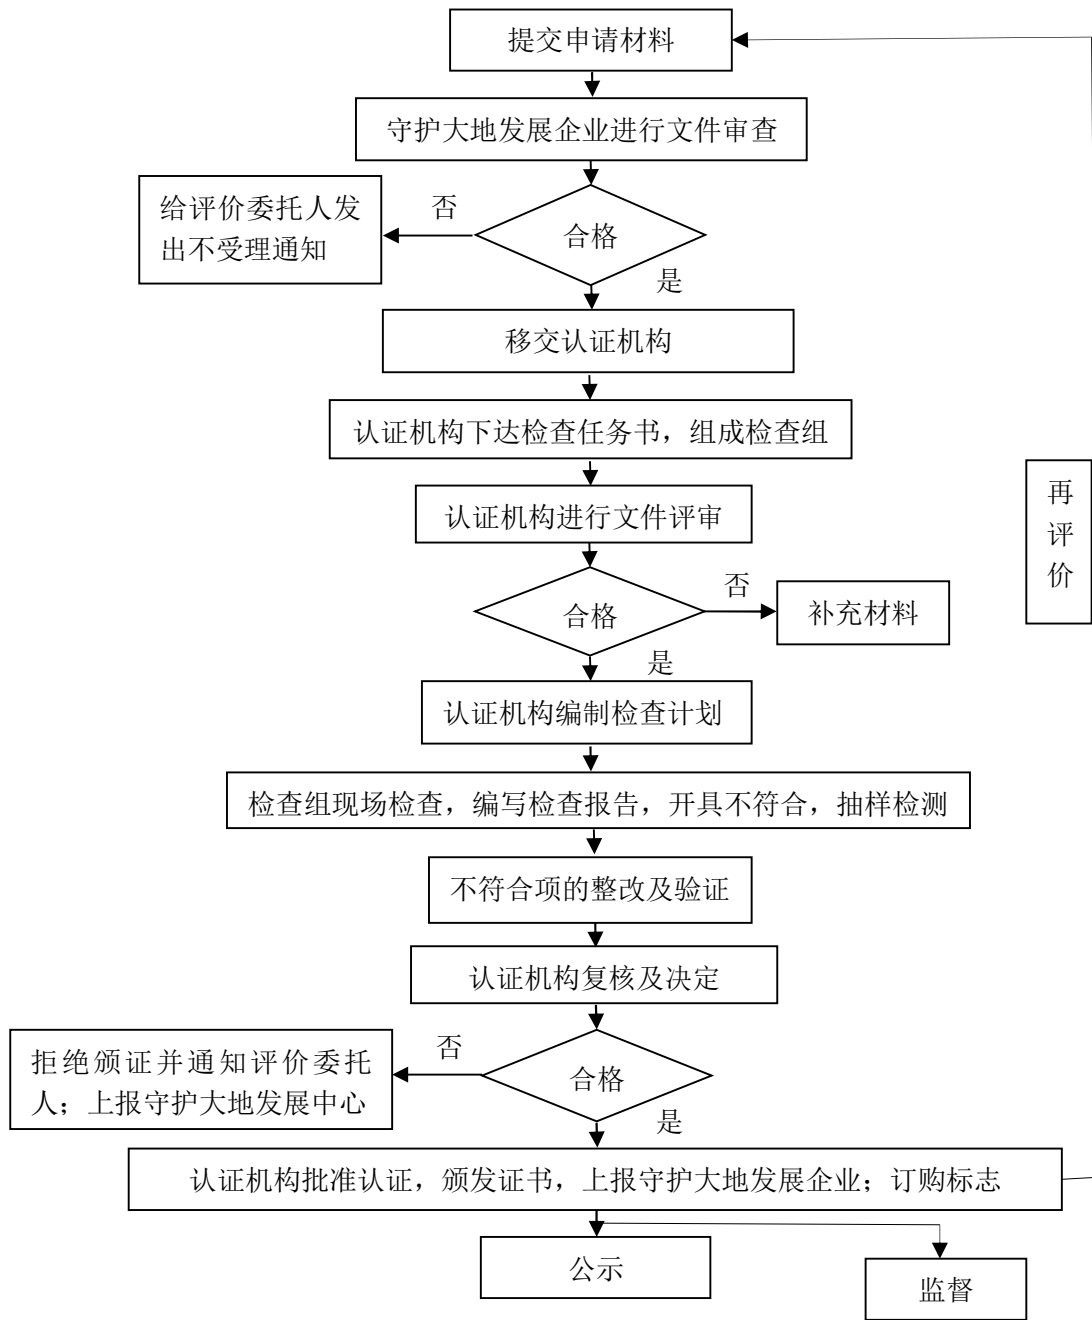 提交申请材料
守护大地发展企业进行文件审查
给评价委托人发
出不受理通知
否
合格
是
移交认证机构
认证机构下达检查任务书，组成检查组
认证机构进行文件评审
再
评
价
否
合格
补充材料
是
认证机构编制检查计划
检查组现场检查，编写检查报告，开具不符合，抽样检测
不符合项的整改及验证
认证机构复核及决定
拒绝颁证并通知评价委托
人；上报守护大地发展中心
否
合格
是
认证机构批准认证，颁发证书，上报守护大地发展企业；订购标志
公示
监督